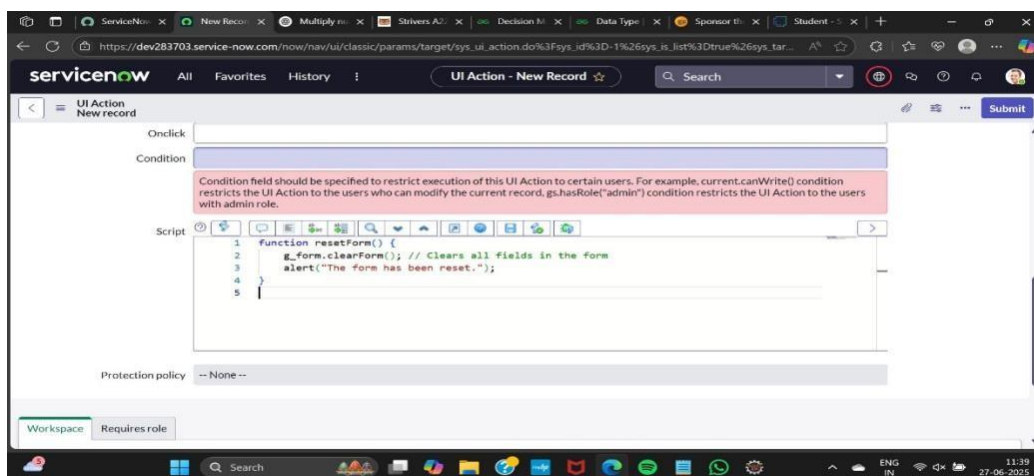 ServiceNow
New Recor
Multiply nu
Strivers A2
Decision M
Data Type
Sponsor th
Student - S
https://dev283703.service-now.com/now/nav/ui/classic/params/target/sys_ui_action.do%3Fsys_id%3D-1%26sys_is_list%3Dtrue%26sys_tar...
servicenow All Favorites History UI Action - New Record Search
UI Action
New record
Submit
Onclick
Condition
Condition field should be specified to restrict execution of this UI Action to certain users. For example, current.canWrite() condition
restricts the UI Action to the users who can modify the current record, gs.hasRole("admin") condition restricts the UI Action to the users
with admin role.
Script
1 function resetForm() {
2 g_form.clearForm(); // Clears all fields in the form
3 alert("The form has been reset.");
4 }
5
Protection policy -- None --
Workspace Requires role
5
Search
ENG 11:39
IN 27-06-2025